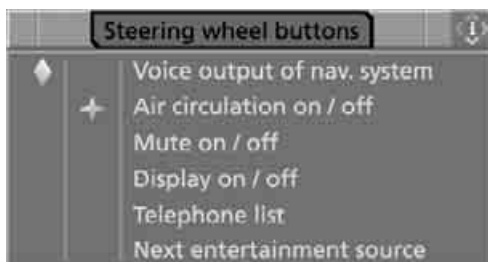 Steering wheel buttons
Voice output of nav. system
Air circulation on / off
Mute on / off
Display on / off
Telephone list
Next entertainment source